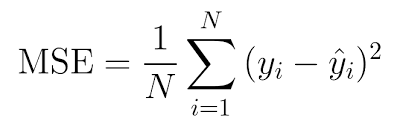 MSE = \frac{1}{N} \sum_{i=1}^{N} (y_i - \hat{y}_i)^2